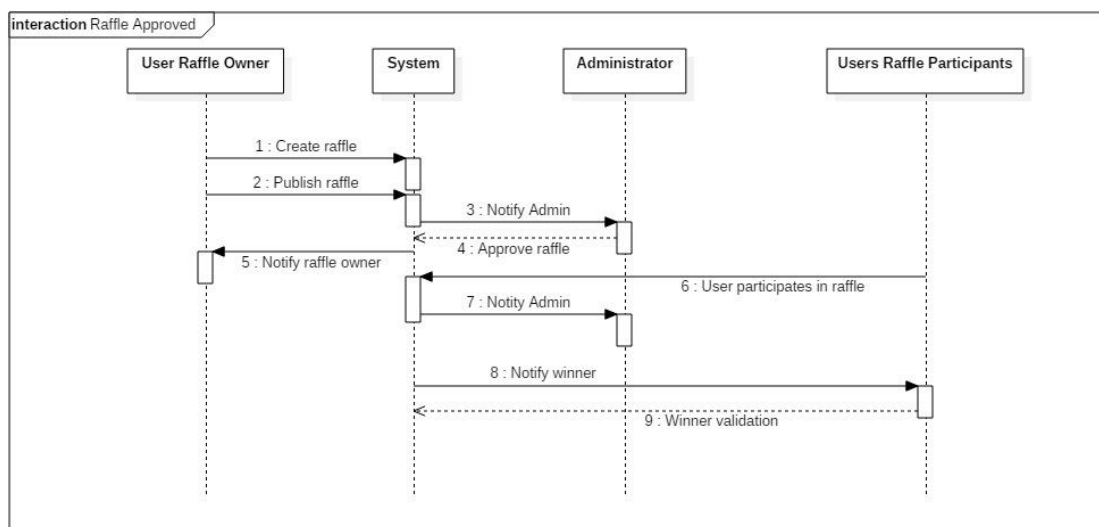 interaction Raffle Approved
User Raffle Owner
System
Administrator
Users Raffle Participants
1 : Create raffle
2 : Publish raffle
3 : Notify Admin
4 : Approve raffle
5 : Notify raffle owner
6 : User participates in raffle
7 : Notity Admin
8 : Notify winner
9 : Winner validation